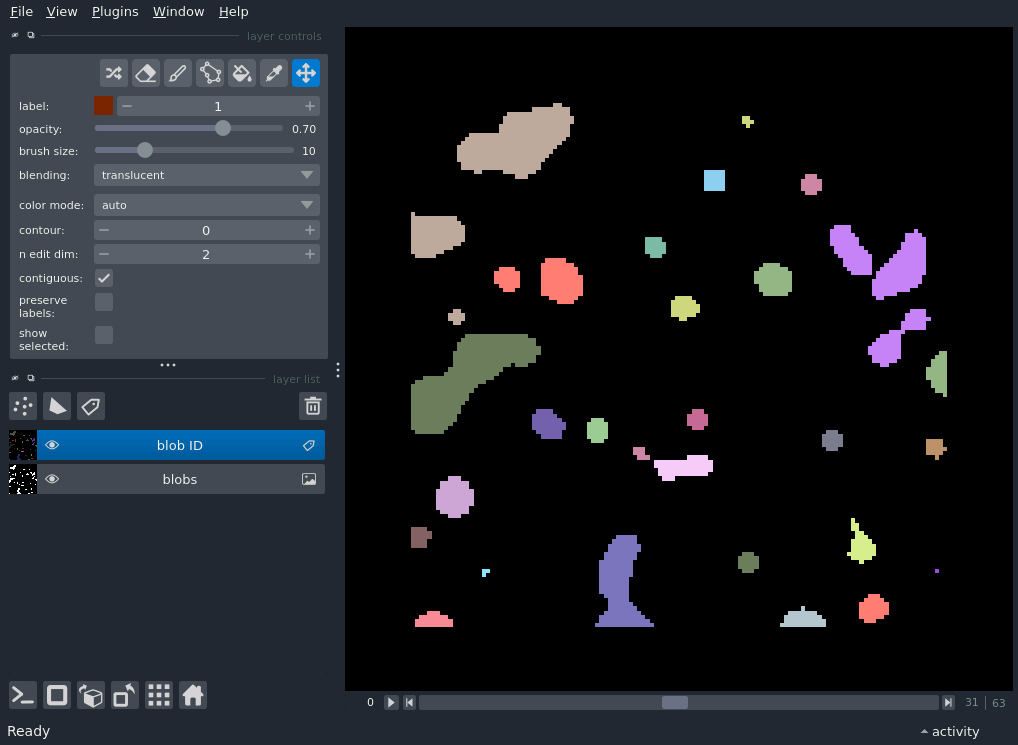 File View Plugins Window Help
layer controls
label: 1
opacity: 0.70
brush size: 10
blending: translucent
color mode: auto
contour: 0
n edit dim: 2
contiguous:
preserve
labels:
show
selected:
layer list
blob ID
blobs
0 31 | 63
Ready activity